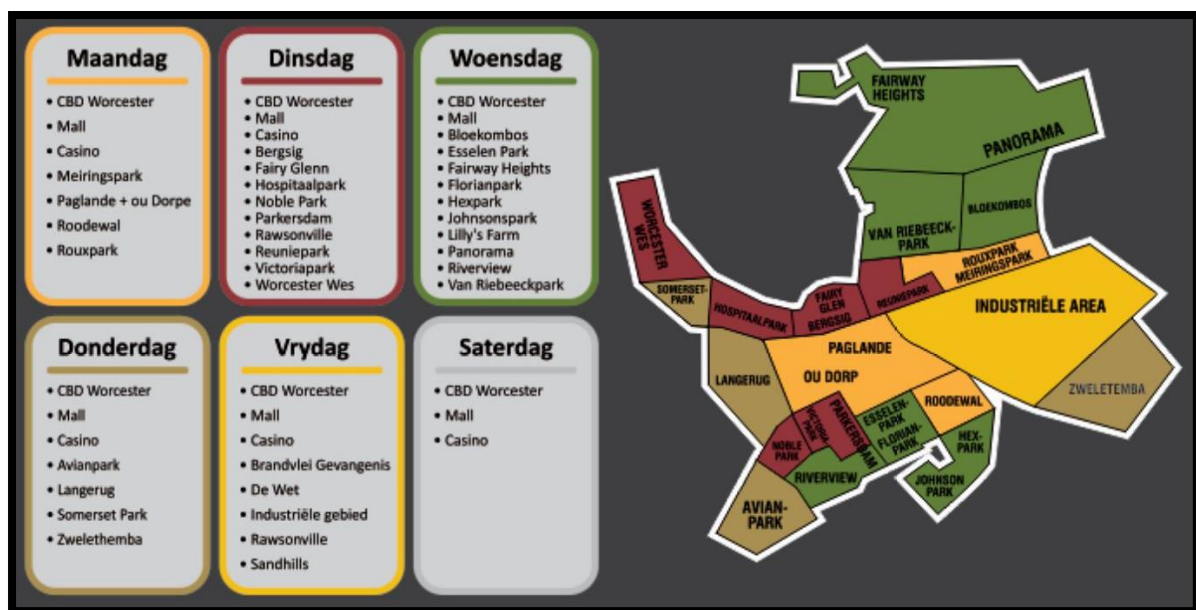 Maandag
• CBD Worcester
• Mall
• Casino
• Meiringspark
• Paglande + ou Dorpe
• Roodewal
• Rouxpark
Dinsdag
• CBD Worcester
• Mall
• Casino
• Bergsig
• Fairy Glenn
• Hospitaalpark
• Noble Park
• Parkersdam
• Rawsonville
• Reuniepark
• Victoriapark
• Worcester Wes
Woensdag
• CBD Worcester
• Mall
• Bloekombos
• Esselen Park
• Fairway Heights
• Florianpark
• Hexpark
• Johnsonspark
• Lilly's Farm
• Panorama
• Riverview
• Van Riebeeckpark
Donderdag
• CBD Worcester
• Mall
• Casino
• Avianpark
• Langerug
• Somerset Park
• Zwelethemba
Vrydag
• CBD Worcester
• Mall
• Casino
• Brandvlei Gevangenis
• De Wet
• Industriële gebied
• Rawsonville
• Sandhills
Saterdag
• CBD Worcester
• Mall
• Casino
FAIRWAY
HEIGHTS
PANORAMA
BLOEKOMBOS
VAN RIEBEECK-
PARK
WORCESTER
WES
ROUXPARK
MEIRINGSPARK
SOMERSET-
PARK
HOSPITAALPARK
FAIRY
GLEN
BERGSIG
REUNIEPARK
INDUSTRIËLE AREA
PAGLANDE
OU DORP
LANGERUG
ZWELETEMBA
ROODEWAL
VICTORIA-
PARK
PARKERSDAM
ESSELEN-
PARK
FLORIAN-
PARK
HEX-
PARK
NOBLE
PARK
RIVERVIEW
JOHNSON
PARK
AVIAN-
PARK